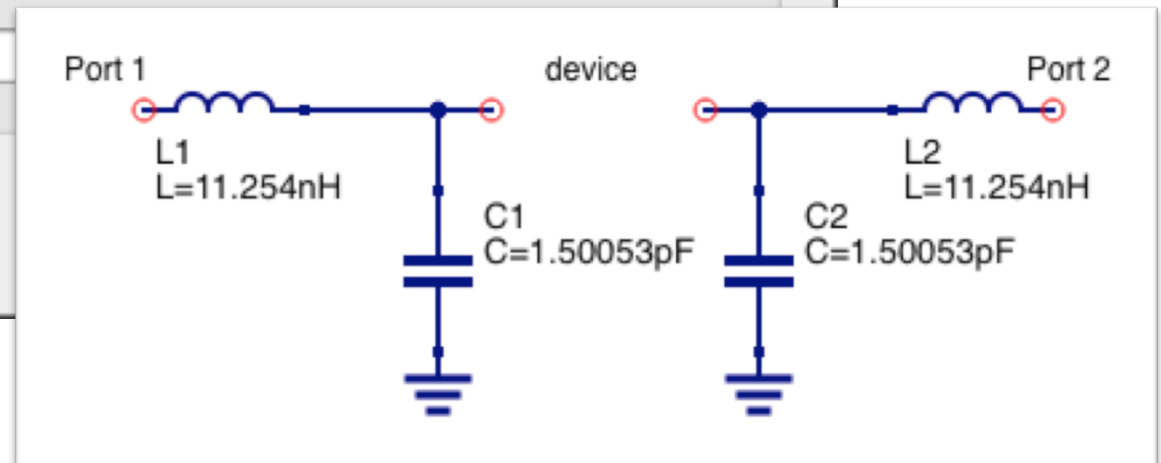 Port 1
device
Port 2
L1
L=11.254nH
L2
L=11.254nH
C1
C=1.50053pF
C2
C=1.50053pF